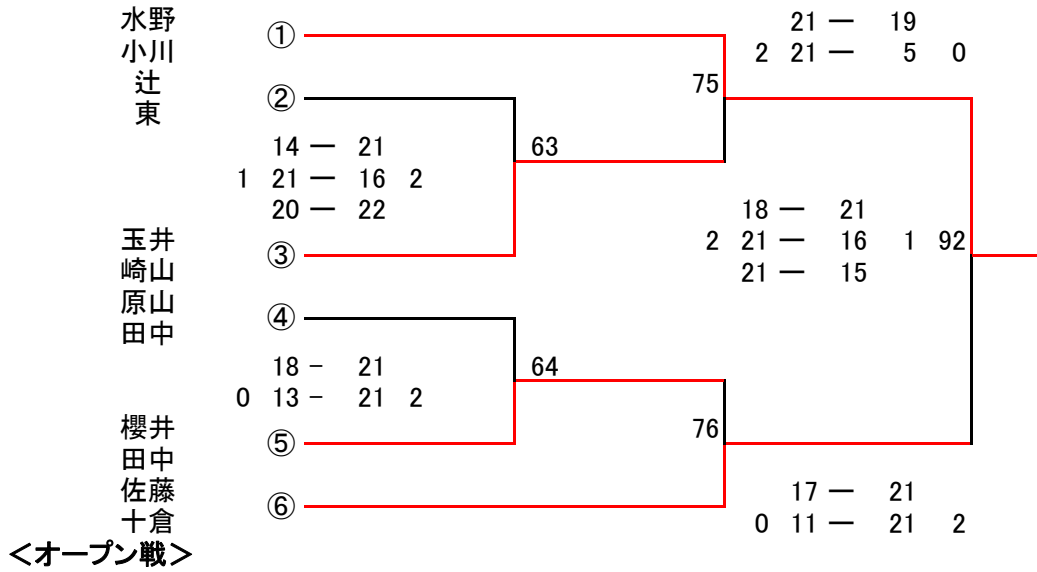 水野
小川
辻
東
①
②
③
④
⑤
⑥
玉井
崎山
原山
田中
櫻井
田中
佐藤
十倉
<オープン戦>
14 ー 21
1 21 ー 16 2
20 ー 22
63
18 - 21
0 13 - 21 2
64
21 ー 19
2 21 ー 5 0
75
18 ー 21
2 21 ー 16 1 92
21 ー 15
76
17 ー 21
0 11 ー 21 2